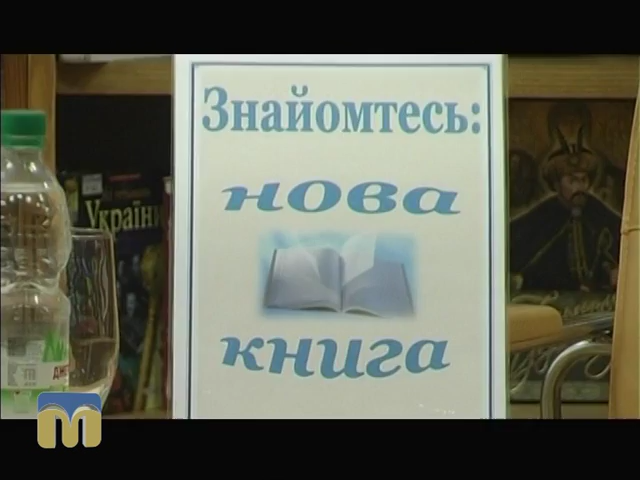 Знайомтесь:
нова
книга
Україн